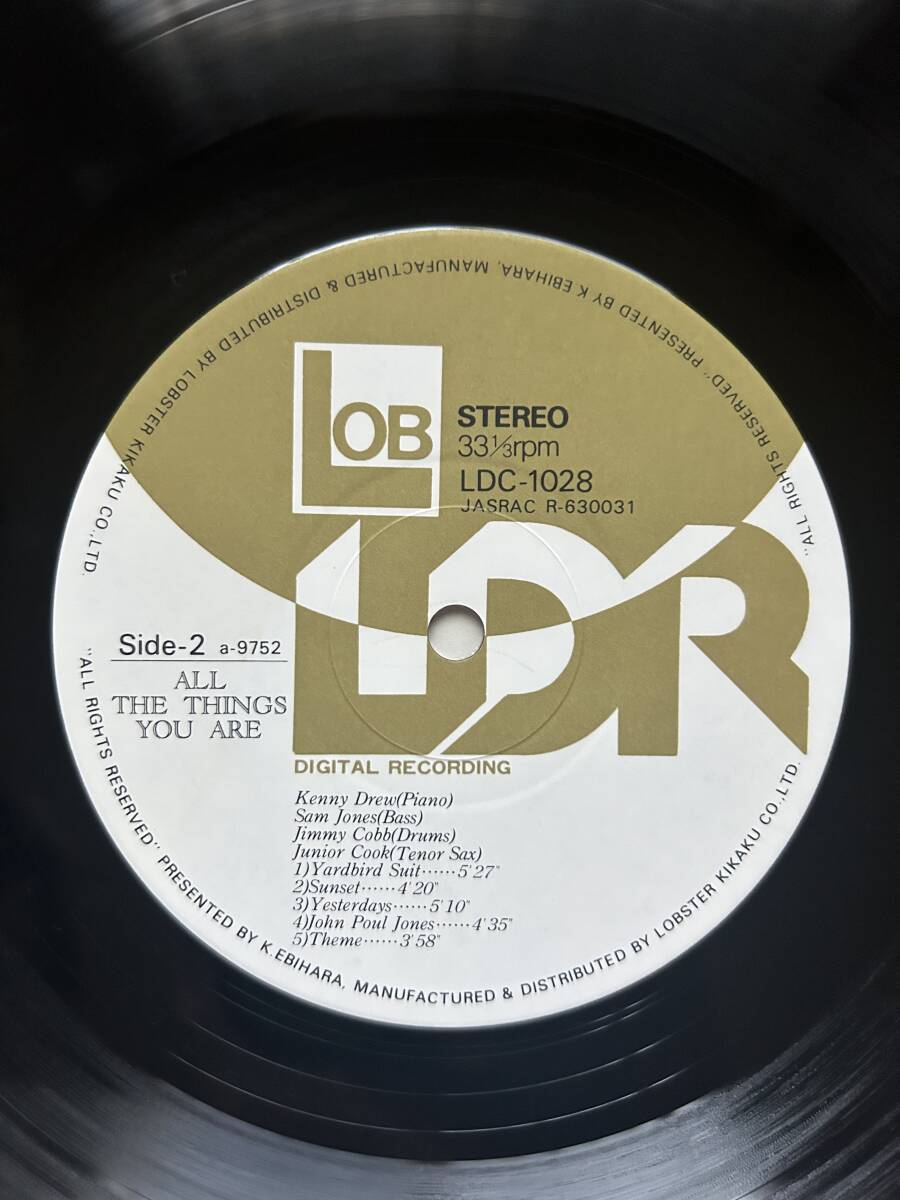 "ALL RIGHTS RESERVED" PRESENTED BY K.EBIHARA, MANUFACTURED & DISTRIBUTED BY LOBSTER KIKAKU CO.,LTD.
LOB
STEREO
33⅓rpm
LDC-1028
JASRAC R-630031
LDR
Side-2 a-9752
ALL
THE THINGS
YOU ARE
DIGITAL RECORDING
Kenny Drew(Piano)
Sam Jones(Bass)
Jimmy Cobb(Drums)
Junior Cook(Tenor Sax)
1)Yardbird Suit……5'27"
2)Sunset……4'20"
3)Yesterdays……5'10"
4)John Poul Jones……4'35"
5)Theme……3'58"
"ALL RIGHTS RESERVED" PRESENTED BY K.EBIHARA, MANUFACTURED & DISTRIBUTED BY LOBSTER KIKAKU CO.,LTD.